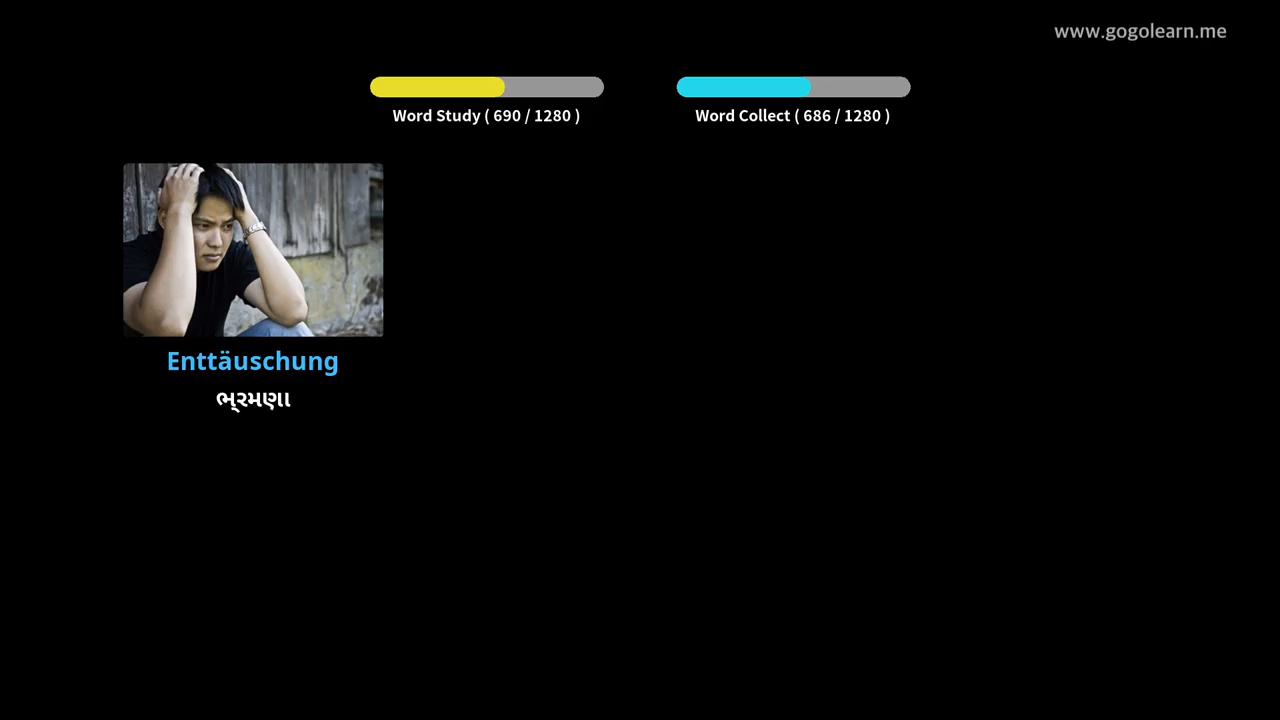 www.gogolearn.me
Word Study ( 690 / 1280 )
Word Collect ( 686 / 1280 )
Enttäuschung
ભ્રમણા